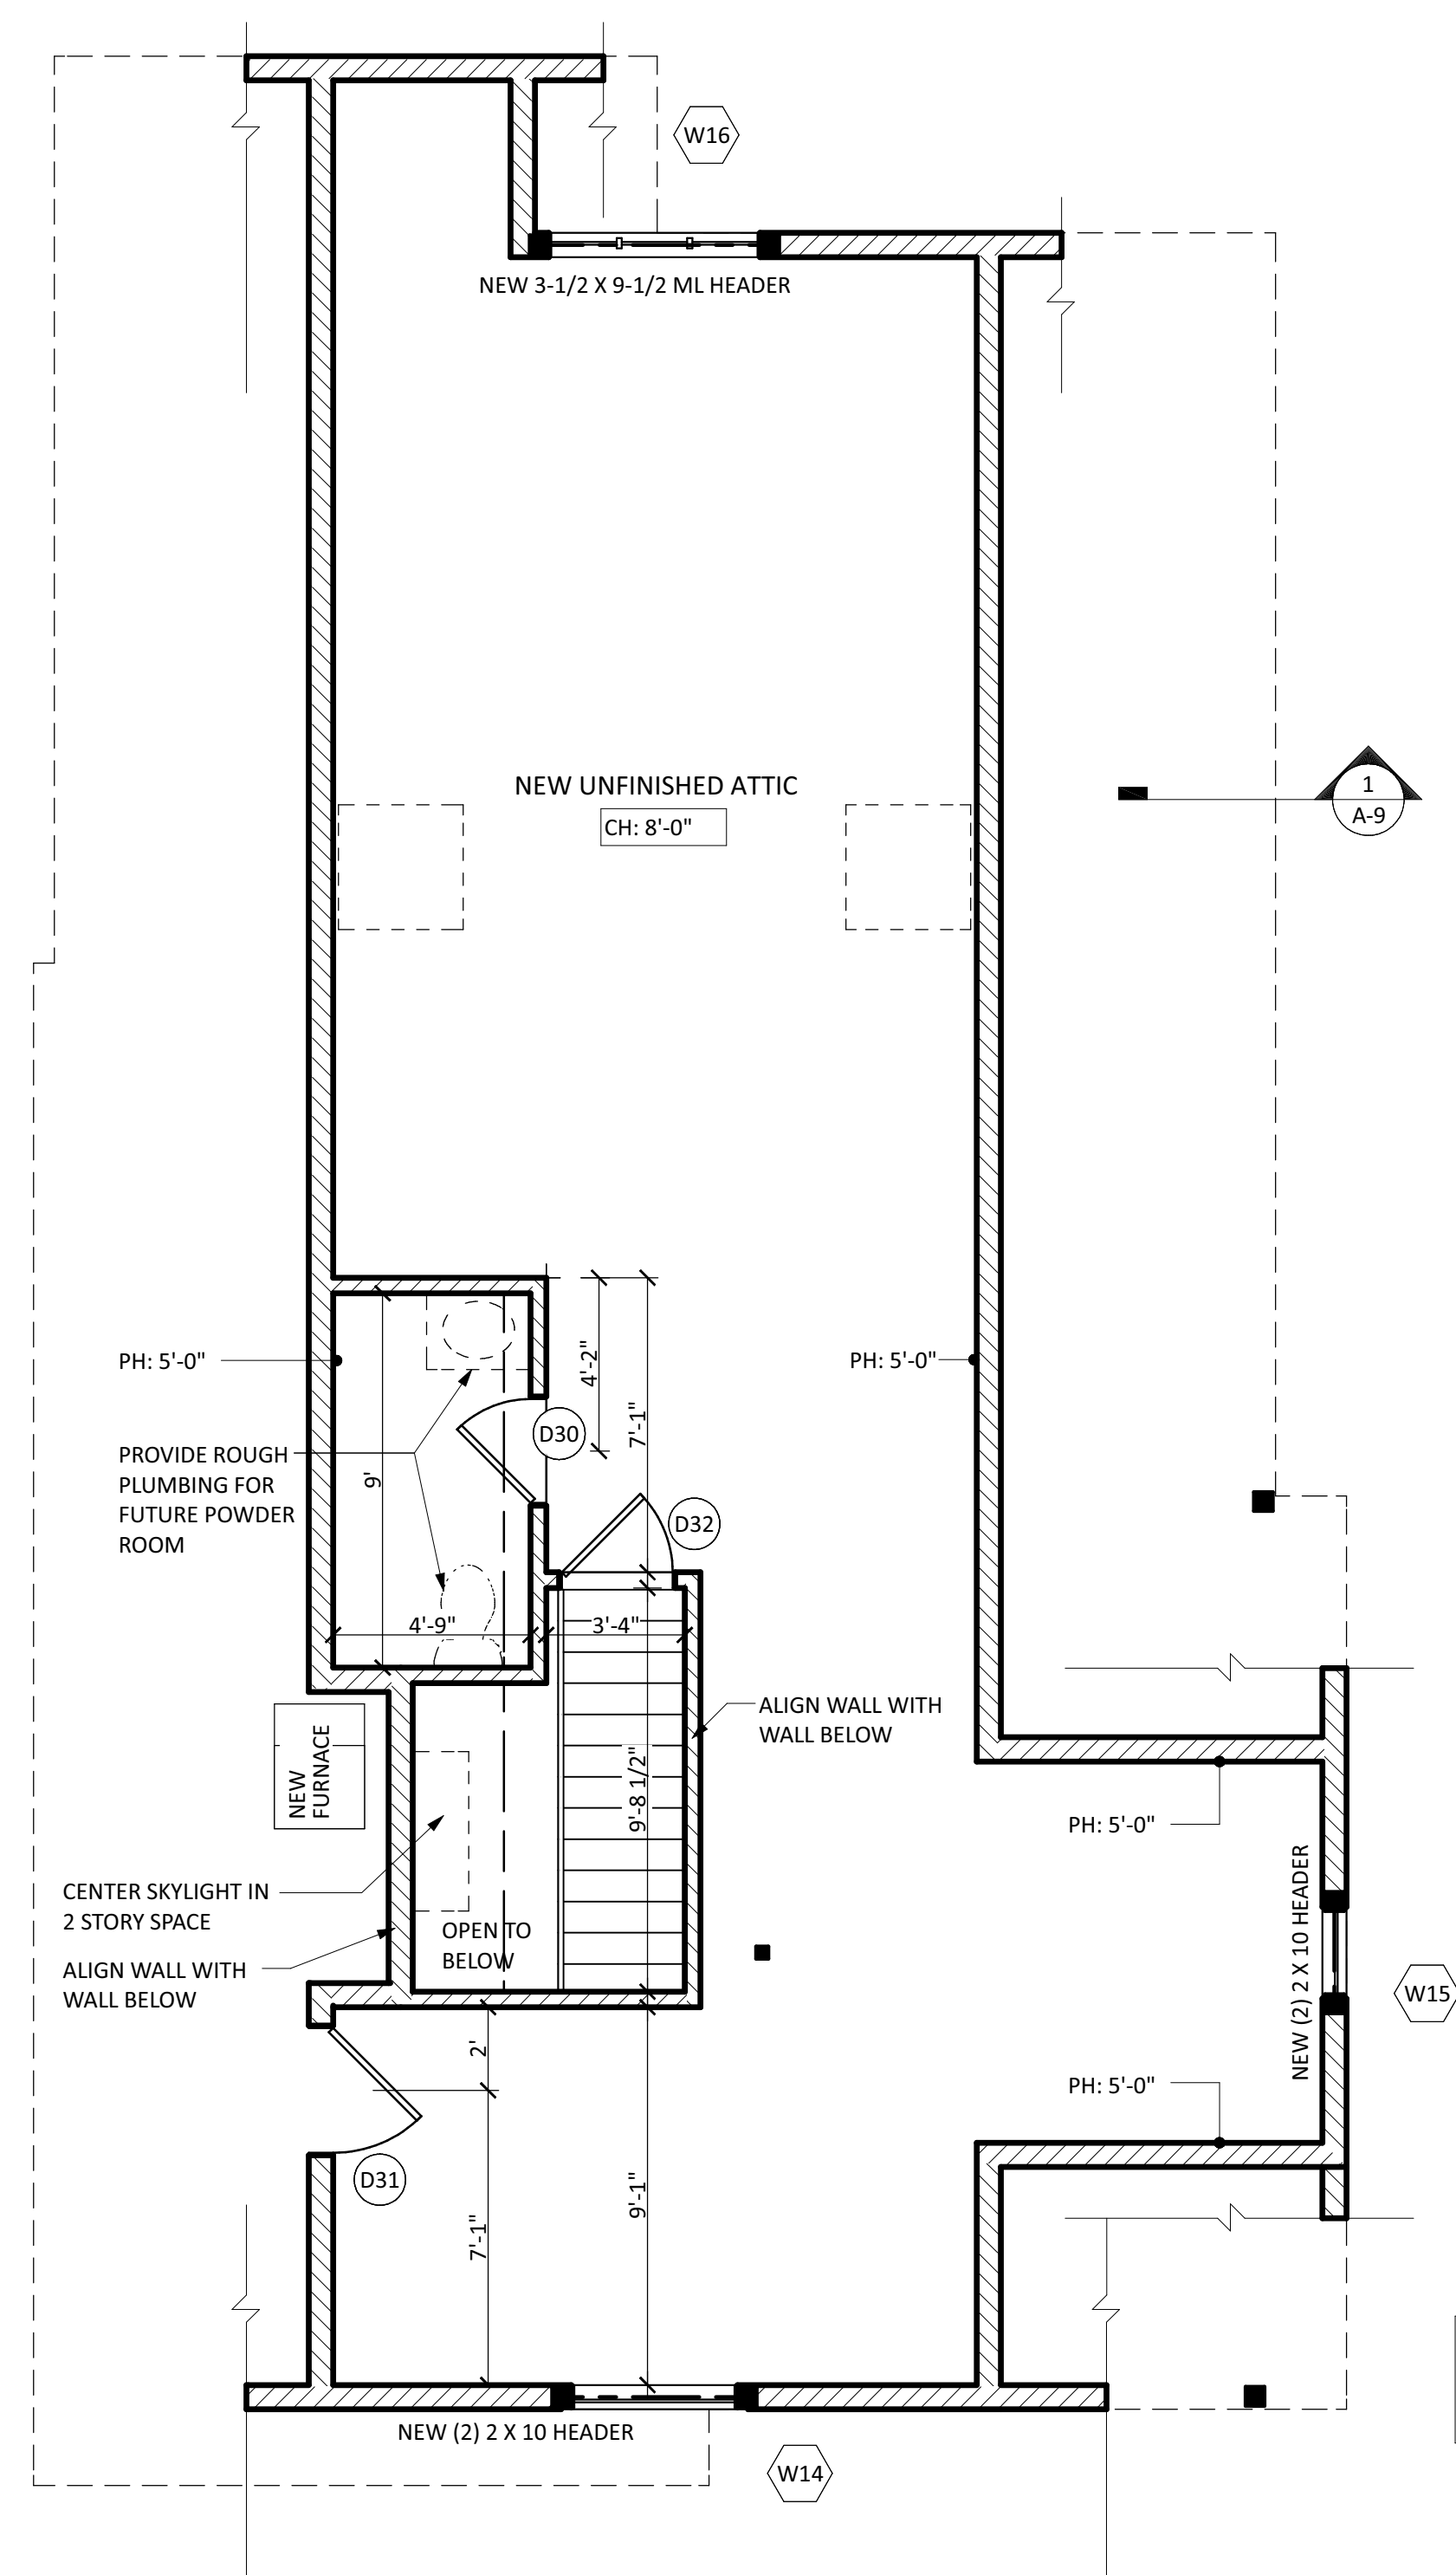 W16
NEW 3-1/2 X 9-1/2 ML HEADER
NEW UNFINISHED ATTIC
CH: 8'-0"
1
A-9
PH: 5'-0"
PH: 5'-0"
4'-2"
7'-1"
D30
PROVIDE ROUGH
PLUMBING FOR
FUTURE POWDER
ROOM
9'
D32
4'-9"
3'-4"
ALIGN WALL WITH
WALL BELOW
NEW
FURNACE
9'-8 1/2"
PH: 5'-0"
CENTER SKYLIGHT IN
2 STORY SPACE
OPEN TO
BELOW
NEW (2) 2 X 10 HEADER
ALIGN WALL WITH
WALL BELOW
W15
2'
PH: 5'-0"
D31
9'-1"
7'-1"
NEW (2) 2 X 10 HEADER
W14